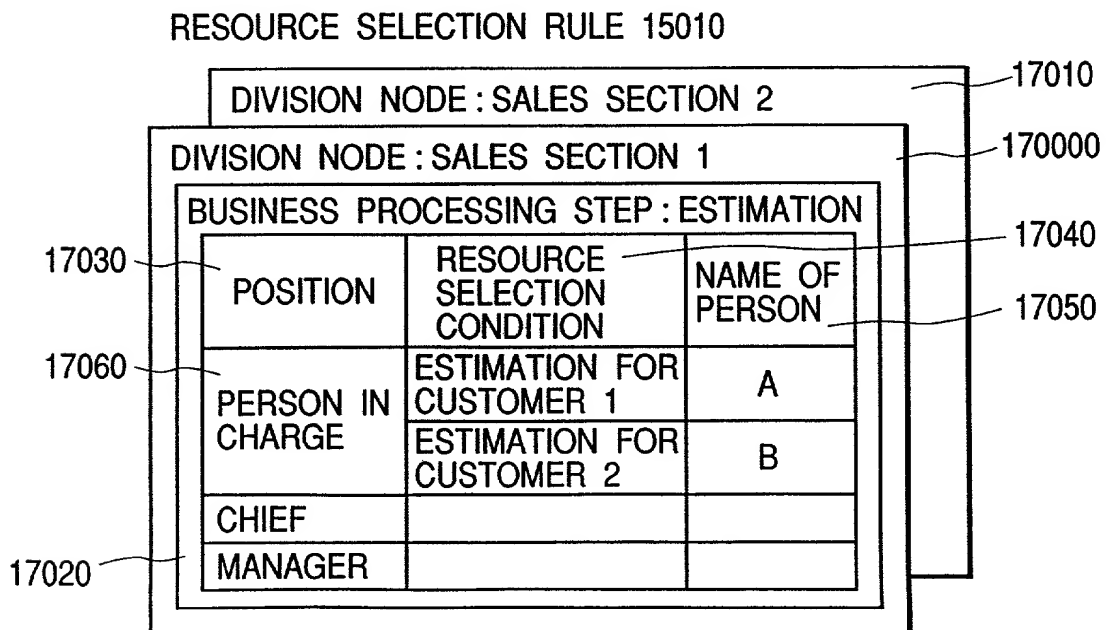 RESOURCE SELECTION RULE 15010
17010
DIVISION NODE : SALES SECTION 2
170000
DIVISION NODE : SALES SECTION 1
BUSINESS PROCESSING STEP : ESTIMATION
17030
POSITION
RESOURCE
SELECTION
CONDITION
17040
NAME OF
PERSON
17050
17060
PERSON IN
CHARGE
ESTIMATION FOR
CUSTOMER 1
A
ESTIMATION FOR
CUSTOMER 2
B
CHIEF
17020
MANAGER